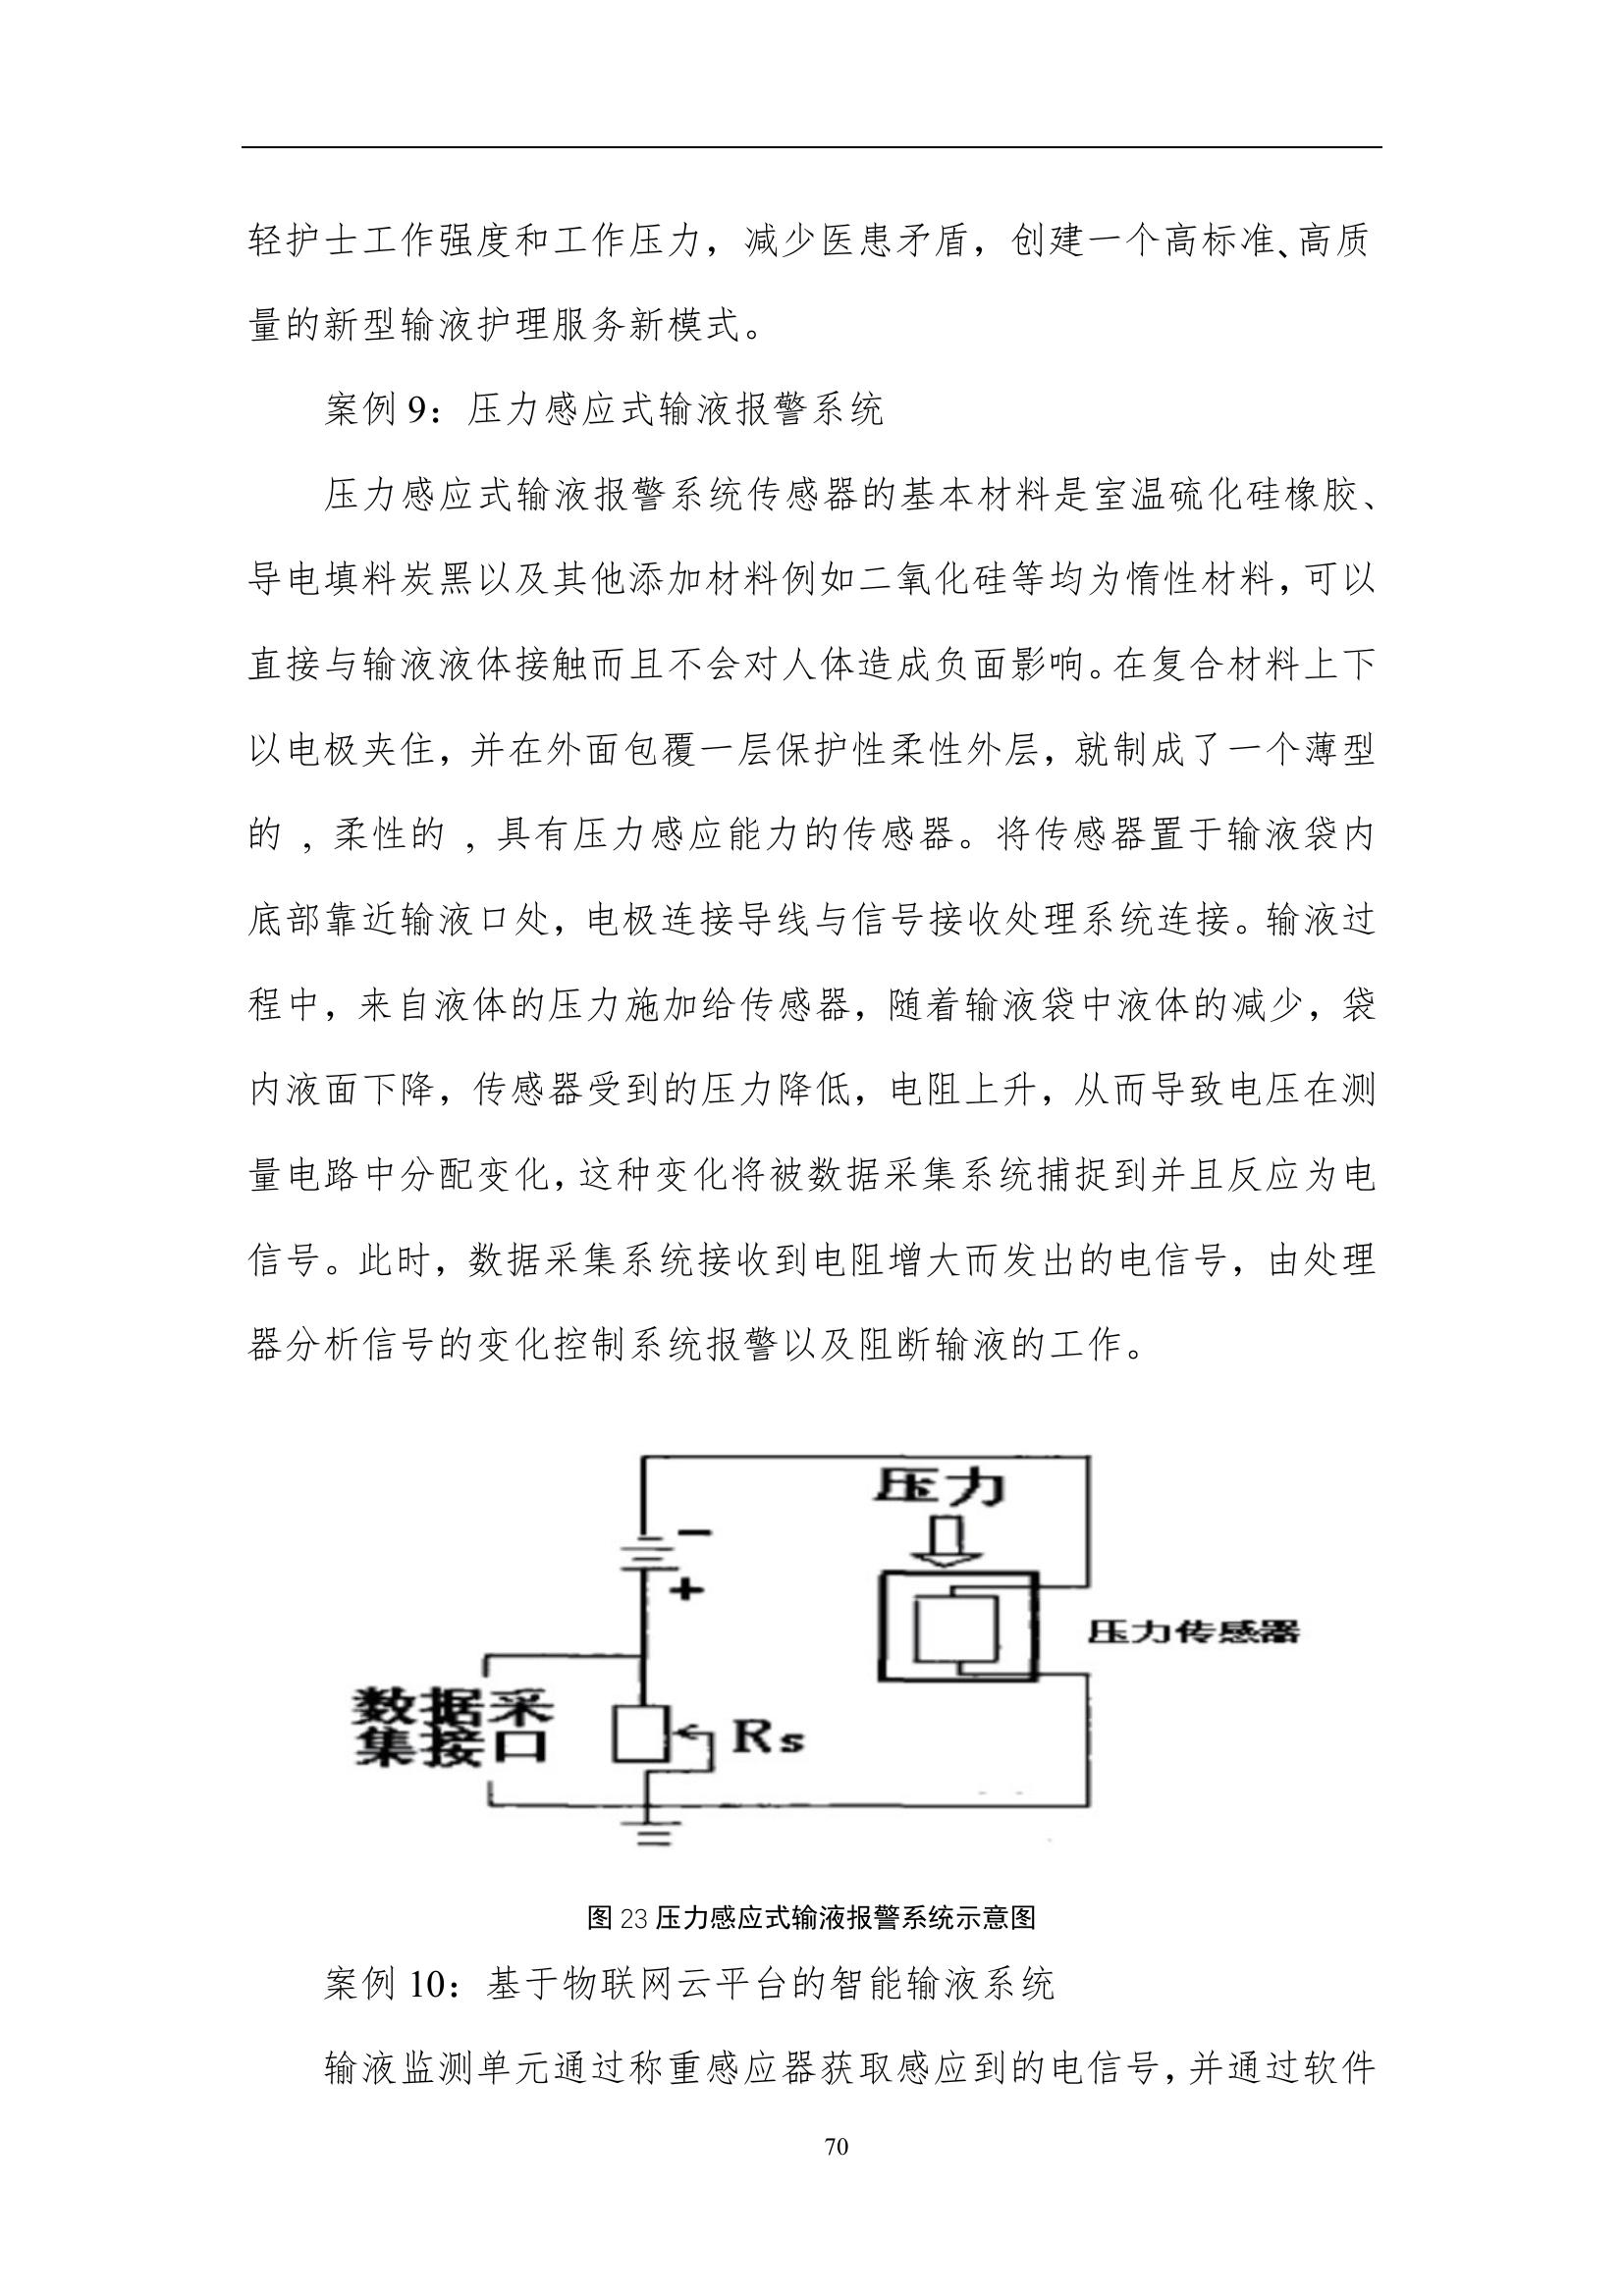 轻护士工作强度和工作压力，减少医患矛盾，创建一个高标准、高质
量的新型输液护理服务新模式。
案例 9：压力感应式输液报警系统
压力感应式输液报警系统传感器的基本材料是室温硫化硅橡胶、
导电填料炭黑以及其他添加材料例如二氧化硅等均为惰性材料，可以
直接与输液液体接触而且不会对人体造成负面影响。在复合材料上下
以电极夹住，并在外面包覆一层保护性柔性外层，就制成了一个薄型
的 , 柔性的 , 具有压力感应能力的传感器。将传感器置于输液袋内
底部靠近输液口处，电极连接导线与信号接收处理系统连接。输液过
程中，来自液体的压力施加给传感器，随着输液袋中液体的减少，袋
内液面下降，传感器受到的压力降低，电阻上升，从而导致电压在测
量电路中分配变化，这种变化将被数据采集系统捕捉到并且反应为电
信号。此时，数据采集系统接收到电阻增大而发出的电信号，由处理
器分析信号的变化控制系统报警以及阻断输液的工作。
压力
−
+
压力传感器
数据采
集接口
Rs
图 23 压力感应式输液报警系统示意图
案例 10：基于物联网云平台的智能输液系统
输液监测单元通过称重感应器获取感应到的电信号，并通过软件
70